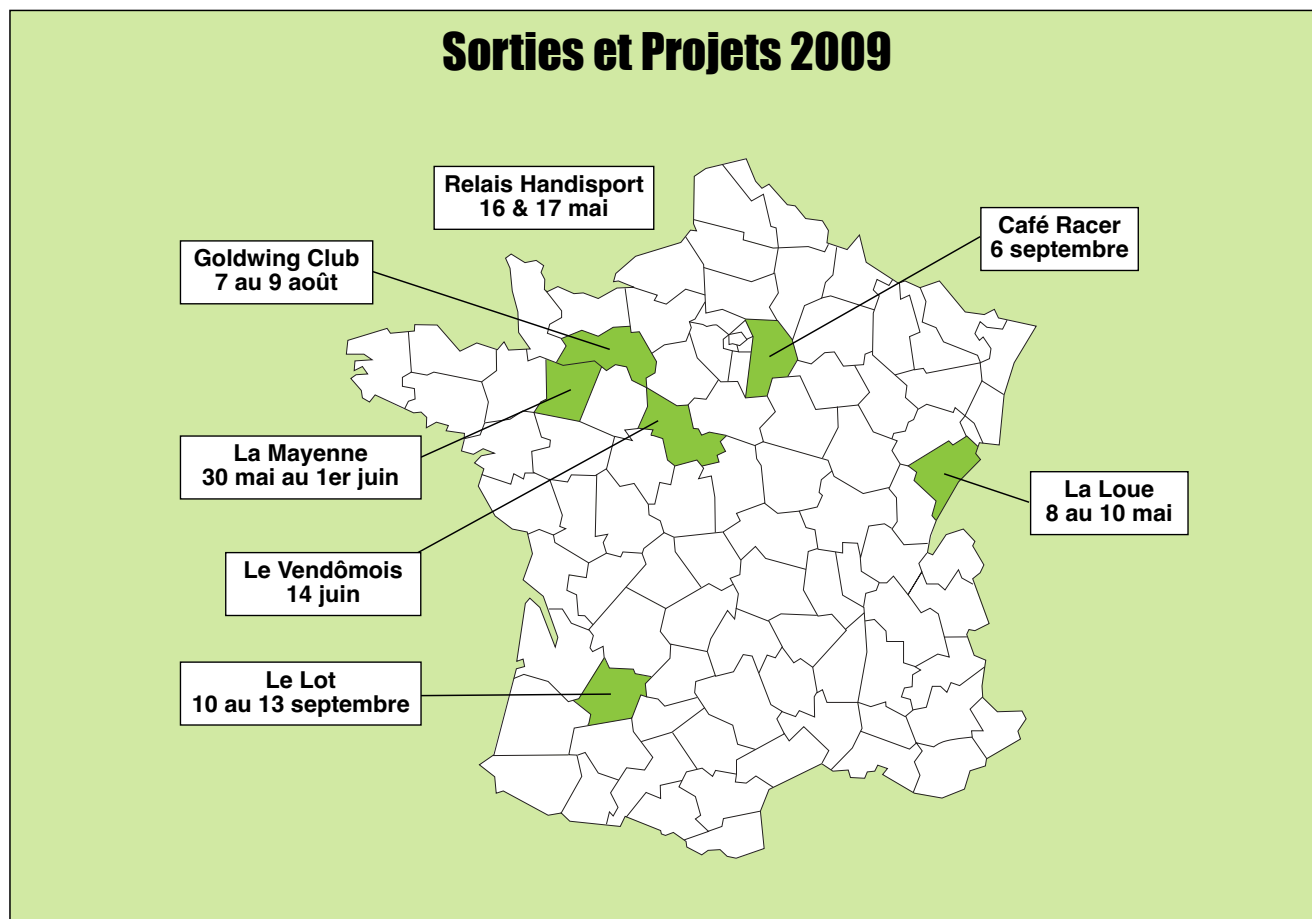 Sorties et Projets 2009
Relais Handisport
16 & 17 mai
Café Racer
6 septembre
Goldwing Club
7 au 9 août
La Mayenne
30 mai au 1er juin
La Loue
8 au 10 mai
Le Vendômois
14 juin
Le Lot
10 au 13 septembre